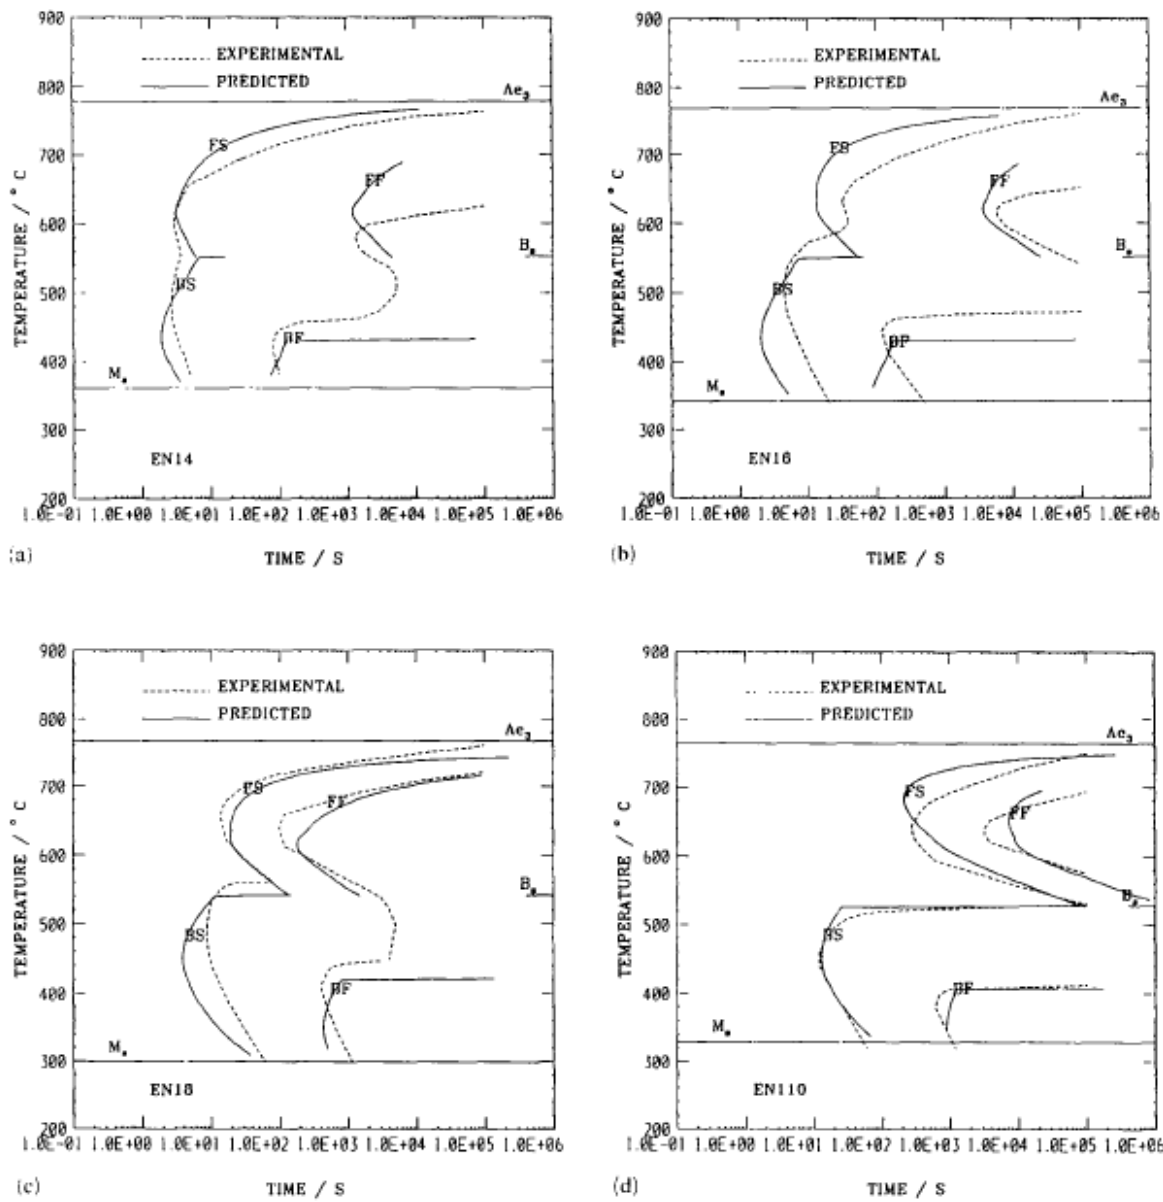 900
800
700
600
500
400
300
200
EXPERIMENTAL
PREDICTED
Ae₃
FS
FF
Bₛ
BS
BF
Mₛ
EN14
TEMPERATURE / °C
1.0E-01 1.0E+00 1.0E+01 1.0E+02 1.0E+03 1.0E+04 1.0E+05 1.0E+06
(a)
TIME / S
900
800
700
600
500
400
300
200
EXPERIMENTAL
PREDICTED
Ae₃
FS
FF
Bₛ
BS
BF
Mₛ
EN16
TEMPERATURE / °C
1.0E-01 1.0E+00 1.0E+01 1.0E+02 1.0E+03 1.0E+04 1.0E+05 1.0E+06
(b)
TIME / S
900
800
700
600
500
400
300
200
EXPERIMENTAL
PREDICTED
Ae₃
FS
FF
Bₛ
BS
BF
Mₛ
EN18
TEMPERATURE / °C
1.0E-01 1.0E+00 1.0E+01 1.0E+02 1.0E+03 1.0E+04 1.0E+05 1.0E+06
(c)
TIME / S
900
800
700
600
500
400
300
200
EXPERIMENTAL
PREDICTED
Ae₃
FS
FF
Bₛ
BS
BF
Mₛ
EN110
TEMPERATURE / °C
1.0E-01 1.0E+00 1.0E+01 1.0E+02 1.0E+03 1.0E+04 1.0E+05 1.0E+06
(d)
TIME / S